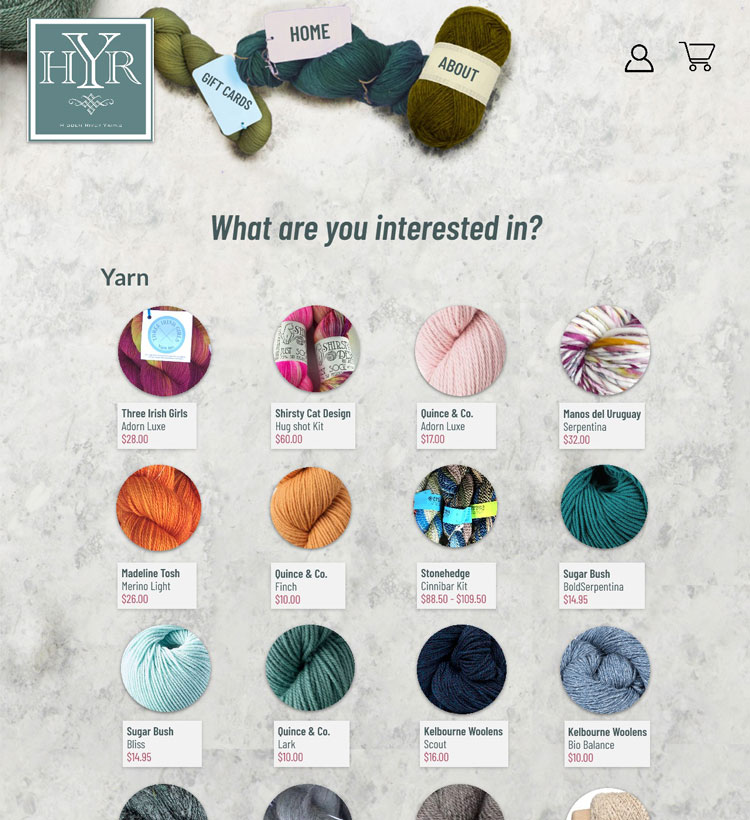 HYR
HIDDEN RIVER YARNS
GIFT CARDS
HOME
ABOUT
What are you interested in?
Yarn
THREE IRISH GIRLS
SHIRSTY
Three Irish Girls
Adorn Luxe
$28.00
Shirsty Cat Design
Hug shot Kit
$60.00
Quince & Co.
Adorn Luxe
$17.00
Manos del Uruguay
Serpentina
$32.00
Madeline Tosh
Merino Light
$26.00
Quince & Co.
Finch
$10.00
Stonehedge
Cinnibar Kit
$88.50 - $109.50
Sugar Bush
BoldSerpentina
$14.95
Sugar Bush
Bliss
$14.95
Quince & Co.
Lark
$10.00
Kelbourne Woolens
Scout
$16.00
Kelbourne Woolens
Bio Balance
$10.00